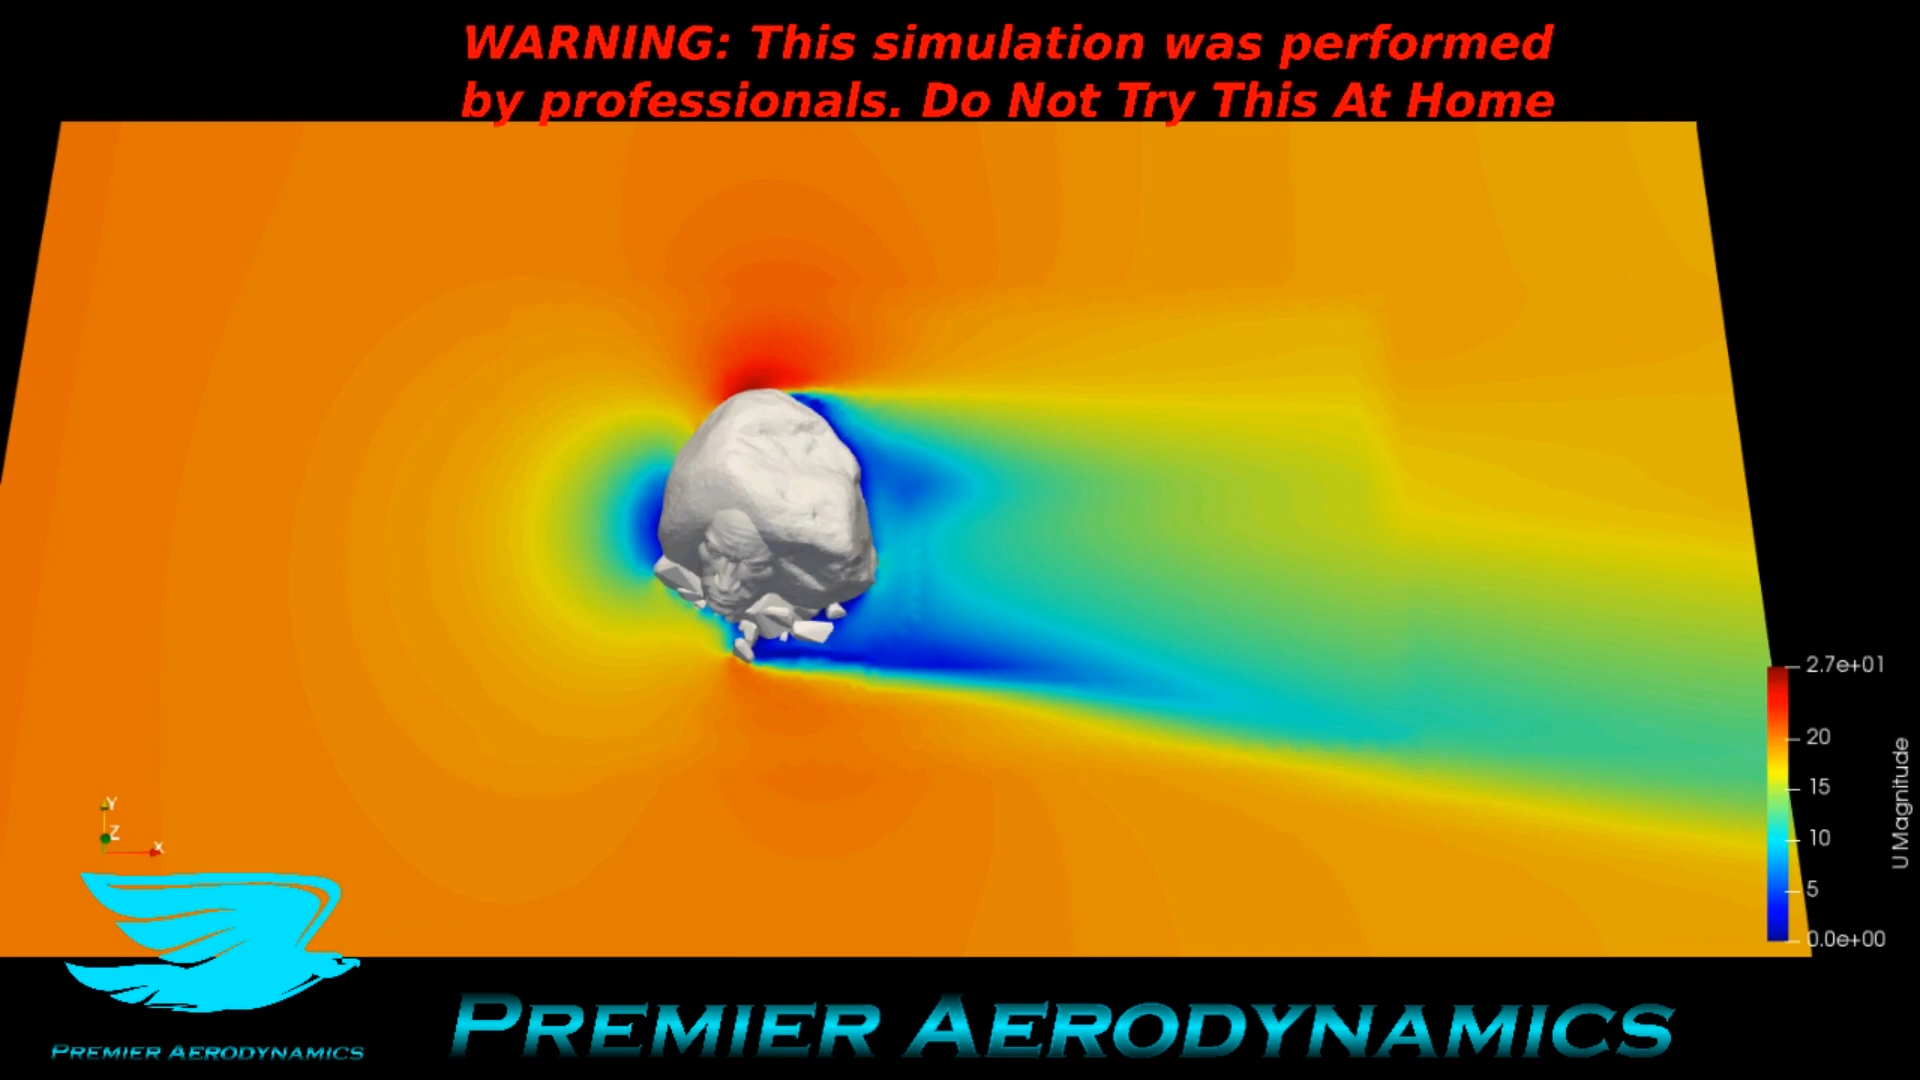 WARNING: This simulation was performed
by professionals. Do Not Try This At Home
2.7e+01
20
15
10
5
0.0e+00
U Magnitude
Y
Z
X
PREMIER AERODYNAMICS
PREMIER AERODYNAMICS